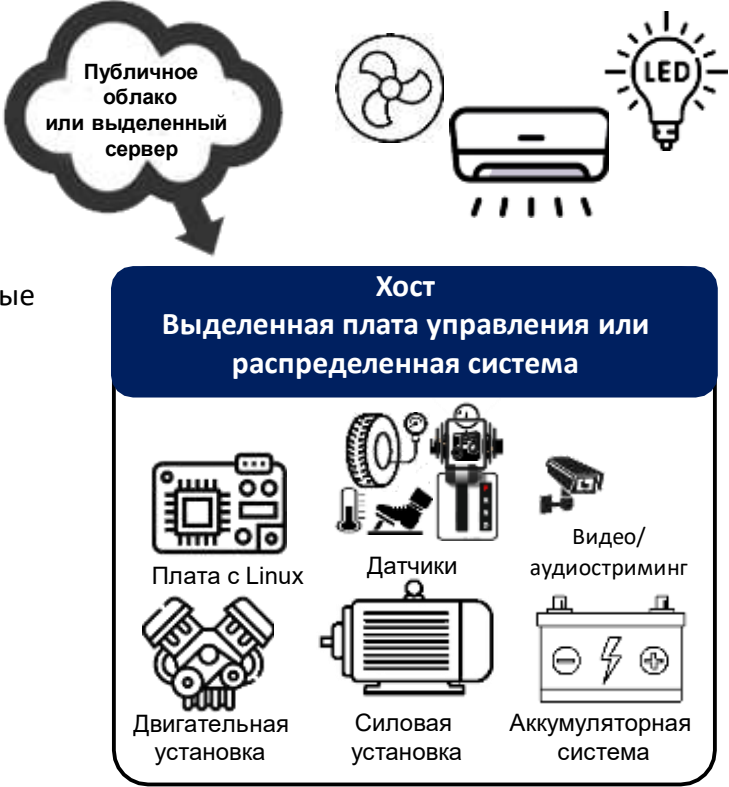 Публичное
облако
или выделенный
сервер
LED
ые
Хост
Выделенная плата управления или
распределенная система
Плата с Linux
Датчики
Видео/
аудиостриминг
Двигательная
установка
Силовая
установка
Аккумуляторная
система